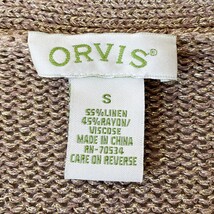 ORVIS®
S
55% LINEN
45% RAYON/
VISCOSE
MADE IN CHINA
RN-70534
CARE ON REVERSE